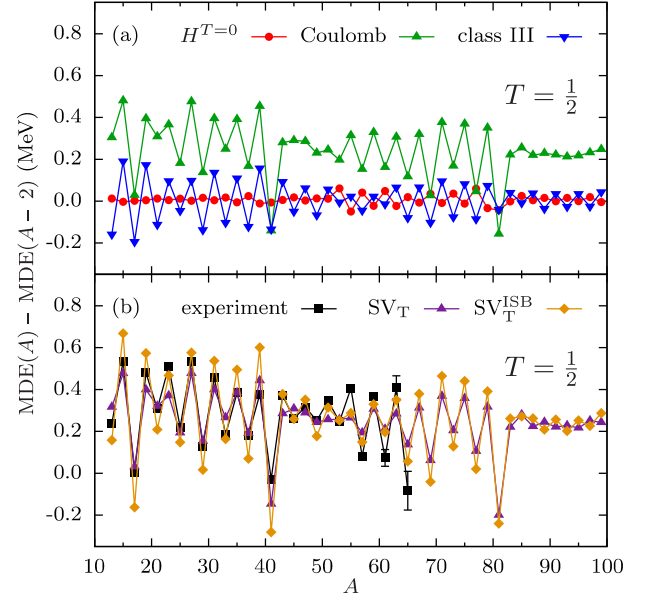 0.8
(a) H^{T=0} Coulomb class III
0.6
T = 1/2
0.4
0.2
0.0
-0.2
MDE(A) − MDE(A − 2) (MeV)
0.8
(b) experiment SV_T SV_T^{ISB}
0.6
T = 1/2
0.4
0.2
0.0
-0.2
10 20 30 40 50 60 70 80 90 100
A